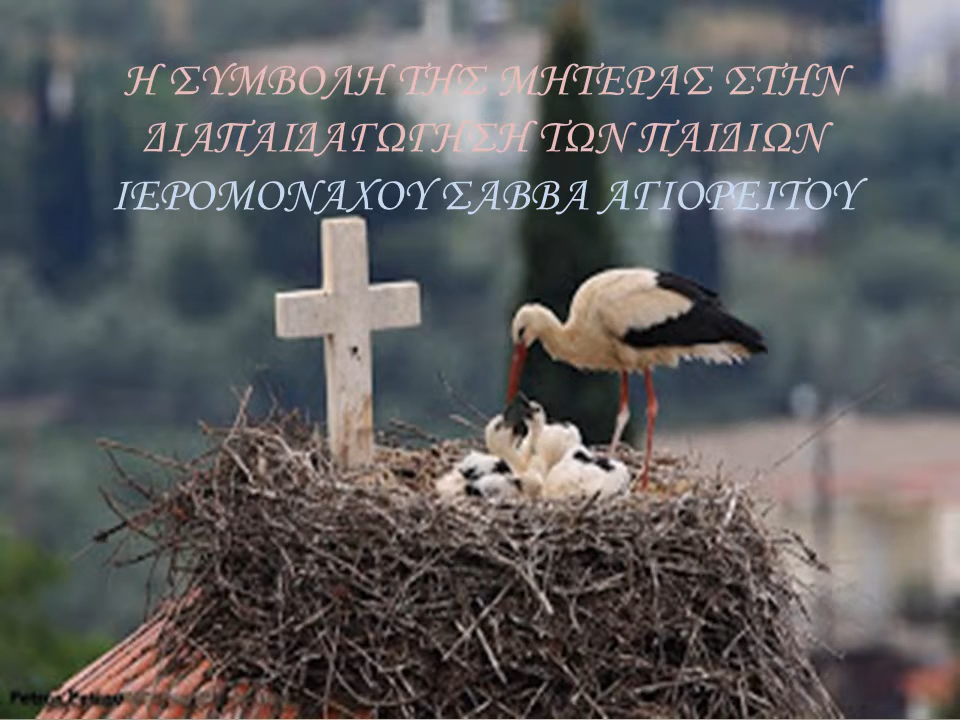 Η ΣΥΜΒΟΛΗ ΤΗΣ ΜΗΤΕΡΑΣ ΣΤΗΝ
ΔΙΑΠΑΙΔΑΓΩΓΗΣΗ ΤΩΝ ΠΑΙΔΙΩΝ
ΙΕΡΟΜΟΝΑΧΟΥ ΣΑΒΒΑ ΑΓΙΟΡΕΙΤΟΥ